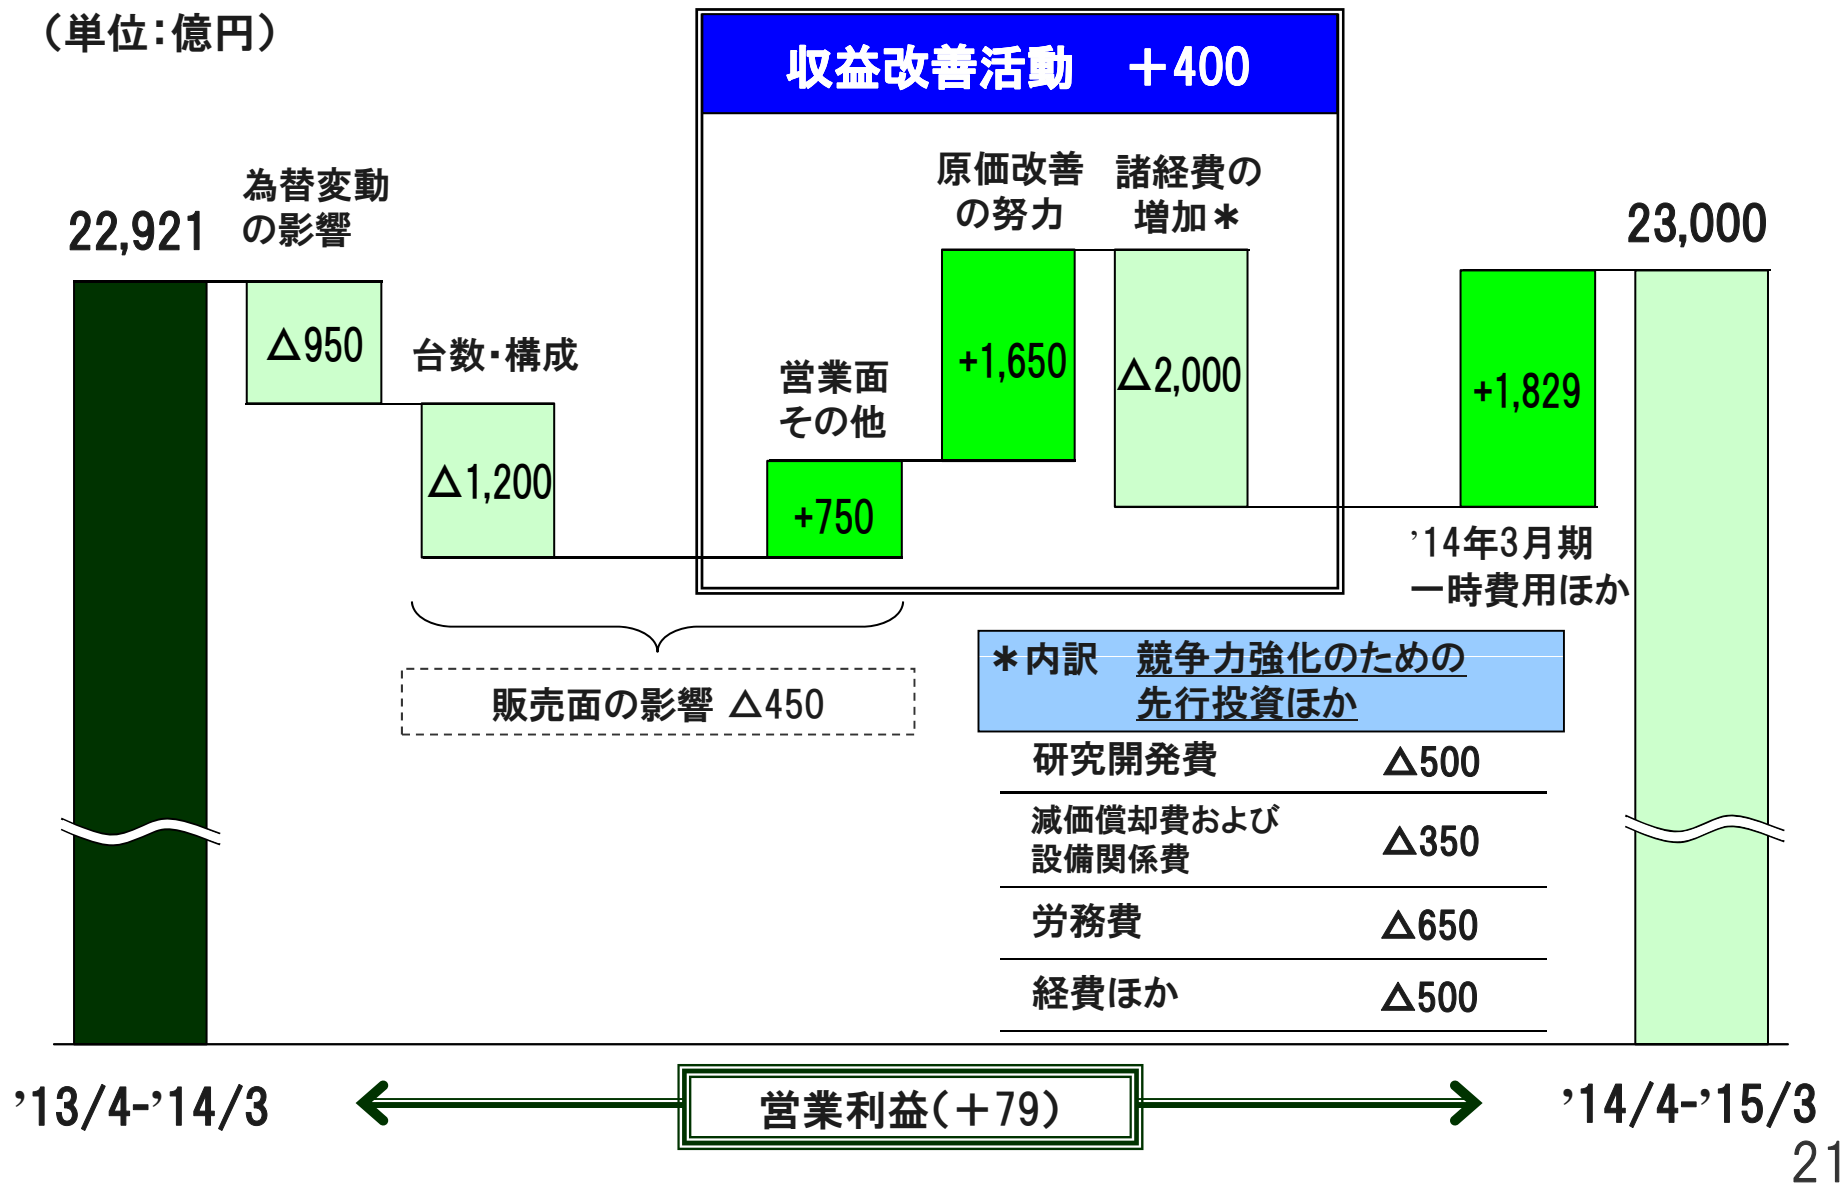 （単位：億円）
収益改善活動　＋400
22,921
為替変動
の影響
△950
台数・構成
△1,200
営業面
その他
+750
原価改善
の努力
+1,650
諸経費の
増加＊
△2,000
+1,829
’14年3月期
一時費用ほか
23,000
販売面の影響 △450
＊内訳　競争力強化のための
先行投資ほか
研究開発費　△500
減価償却費および
設備関係費　△350
労務費　△650
経費ほか　△500
’13/4-’14/3
営業利益（＋79）
’14/4-’15/3
21